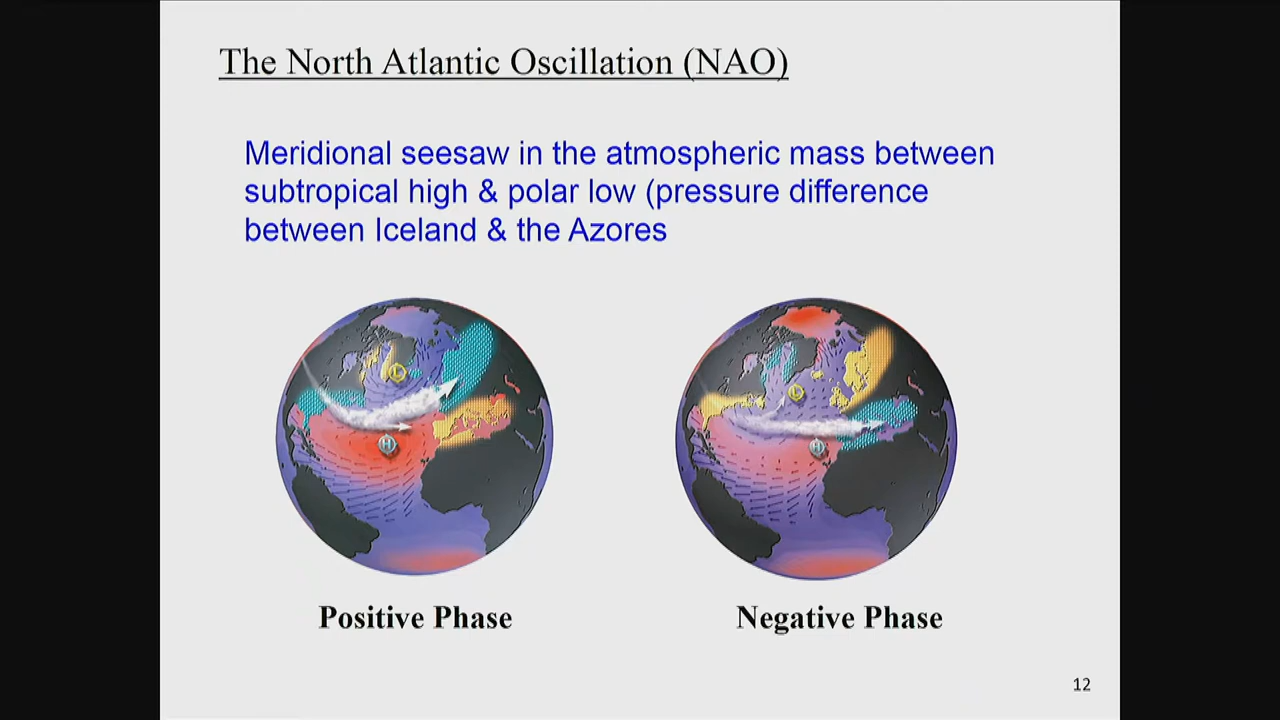 The North Atlantic Oscillation (NAO)
Meridional seesaw in the atmospheric mass between
subtropical high & polar low (pressure difference
between Iceland & the Azores
L
H
L
H
Positive Phase
Negative Phase
12